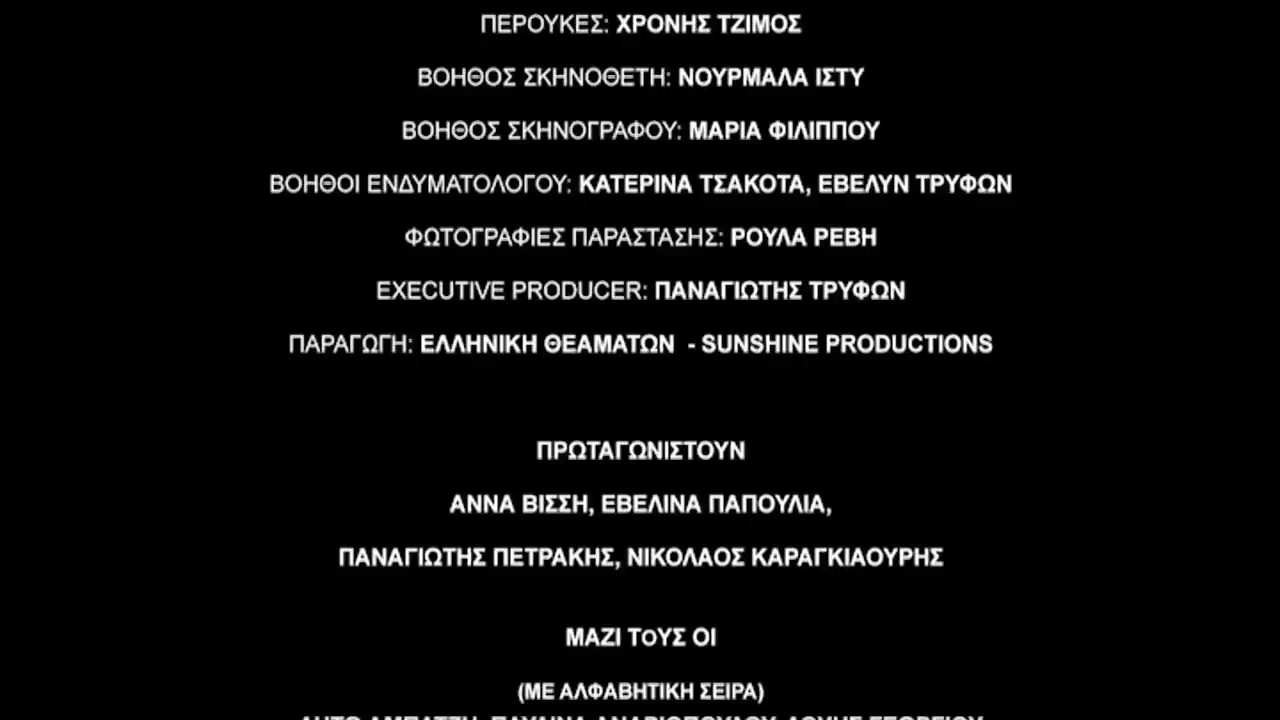 ΠΕΡΟΥΚΕΣ: ΧΡΟΝΗΣ ΤΖΙΜΟΣ
ΒΟΗΘΟΣ ΣΚΗΝΟΘΕΤΗ: ΝΟΥΡΜΑΛΑ ΙΣΤΥ
ΒΟΗΘΟΣ ΣΚΗΝΟΓΡΑΦΟΥ: ΜΑΡΙΑ ΦΙΛΙΠΠΟΥ
ΒΟΗΘΟΙ ΕΝΔΥΜΑΤΟΛΟΓΟΥ: ΚΑΤΕΡΙΝΑ ΤΣΑΚΟΤΑ, ΕΒΕΛΥΝ ΤΡΥΦΩΝ
ΦΩΤΟΓΡΑΦΙΕΣ ΠΑΡΑΣΤΑΣΗΣ: ΡΟΥΛΑ ΡΕΒΗ
EXECUTIVE PRODUCER: ΠΑΝΑΓΙΩΤΗΣ ΤΡΥΦΩΝ
ΠΑΡΑΓΩΓΗ: ΕΛΛΗΝΙΚΗ ΘΕΑΜΑΤΩΝ - SUNSHINE PRODUCTIONS
ΠΡΩΤΑΓΩΝΙΣΤΟΥΝ
ΑΝΝΑ ΒΙΣΣΗ, ΕΒΕΛΙΝΑ ΠΑΠΟΥΛΙΑ,
ΠΑΝΑΓΙΩΤΗΣ ΠΕΤΡΑΚΗΣ, ΝΙΚΟΛΑΟΣ ΚΑΡΑΓΚΙΑΟΥΡΗΣ
ΜΑΖΙ ΤΟΥΣ ΟΙ
(ΜΕ ΑΛΦΑΒΗΤΙΚΗ ΣΕΙΡΑ)